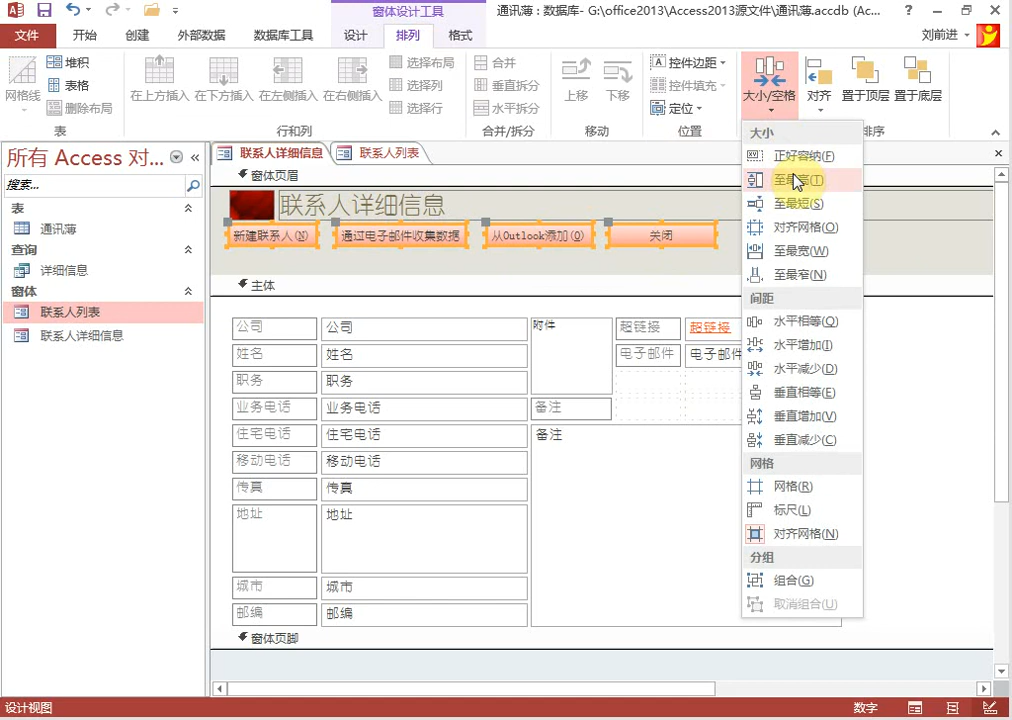 窗体设计工具
通讯薄 : 数据库- G:\office2013\Access2013源文件\通讯薄.accdb (Ac...
文件 开始 创建 外部数据 数据库工具 设计 排列 格式
刘前进
网格线
堆积
表格
删除布局
表
在上方插入 在下方插入 在左侧插入 在右侧插入
选择布局
选择列
选择行
行和列
合并
垂直拆分
水平拆分
合并/拆分
上移 下移
移动
控件边距
控件填充
定位
位置
大小/空格 对齐 置于顶层 置于底层
排序
所有 Access 对...
搜索...
表
通讯薄
查询
详细信息
窗体
联系人列表
联系人详细信息
联系人详细信息 联系人列表
窗体页眉
联系人详细信息
新建联系人(N) 通过电子邮件收集数据 从Outlook添加(O) 关闭
主体
公司 公司 附件 超链接 超链接
姓名 姓名 电子邮件 电子邮件
职务 职务
业务电话 业务电话 备注
住宅电话 住宅电话 备注
移动电话 移动电话
传真 传真
地址 地址
城市 城市
邮编 邮编
窗体页脚
大小
正好容纳(F)
至最高(T)
至最短(S)
对齐网格(O)
至最宽(W)
至最窄(N)
间距
水平相等(Q)
水平增加(I)
水平减少(D)
垂直相等(E)
垂直增加(V)
垂直减少(C)
网格
网格(R)
标尺(L)
对齐网格(N)
分组
组合(G)
取消组合(U)
设计视图
数字